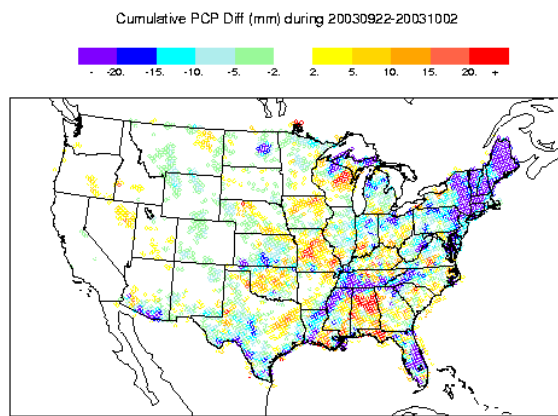 Cumulative PCP Diff (mm) during 20030922-20031002
- -20. -15. -10. -5. -2. 2. 5. 10. 15. 20. +